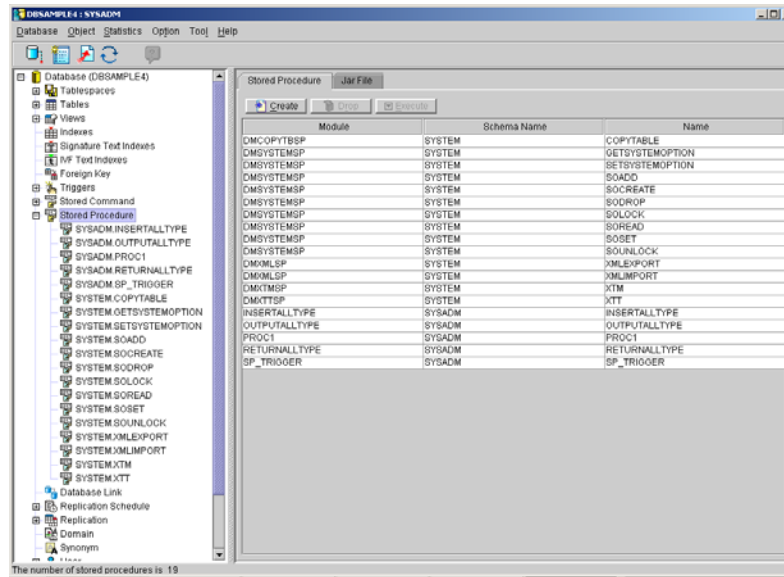 DBSAMPLE4 : SYSADM
Database Object Statistics Option Tool Help
Database (DBSAMPLE4)
Tablespaces
Tables
Views
Indexes
Signature Text Indexes
IVF Text Indexes
Foreign Key
Triggers
Stored Command
Stored Procedure
SYSADM.INSERTALLTYPE
SYSADM.OUTPUTALLTYPE
SYSADM.PROC1
SYSADM.RETURNALLTYPE
SYSADM.SP_TRIGGER
SYSTEM.COPYTABLE
SYSTEM.GETSYSTEMOPTION
SYSTEM.SETSYSTEMOPTION
SYSTEM.SOADD
SYSTEM.SOCREATE
SYSTEM.SODROP
SYSTEM.SOLOCK
SYSTEM.SOREAD
SYSTEM.SOSET
SYSTEM.SOUNLOCK
SYSTEM.XMLEXPORT
SYSTEM.XMLIMPORT
SYSTEM.XTM
SYSTEM.XTT
Database Link
Replication Schedule
Replication
Domain
Synonym
Stored Procedure Jar File
Create Drop Execute
Module Schema Name Name
DMCOPYTBSP SYSTEM COPYTABLE
DMSYSTEMSP SYSTEM GETSYSTEMOPTION
DMSYSTEMSP SYSTEM SETSYSTEMOPTION
DMSYSTEMSP SYSTEM SOADD
DMSYSTEMSP SYSTEM SOCREATE
DMSYSTEMSP SYSTEM SODROP
DMSYSTEMSP SYSTEM SOLOCK
DMSYSTEMSP SYSTEM SOREAD
DMSYSTEMSP SYSTEM SOSET
DMSYSTEMSP SYSTEM SOUNLOCK
DMXMLSP SYSTEM XMLEXPORT
DMXMLSP SYSTEM XMLIMPORT
DMXTMSP SYSTEM XTM
DMXTTSP SYSTEM XTT
INSERTALLTYPE SYSADM INSERTALLTYPE
OUTPUTALLTYPE SYSADM OUTPUTALLTYPE
PROC1 SYSADM PROC1
RETURNALLTYPE SYSADM RETURNALLTYPE
SP_TRIGGER SYSADM SP_TRIGGER
The number of stored procedures is 19